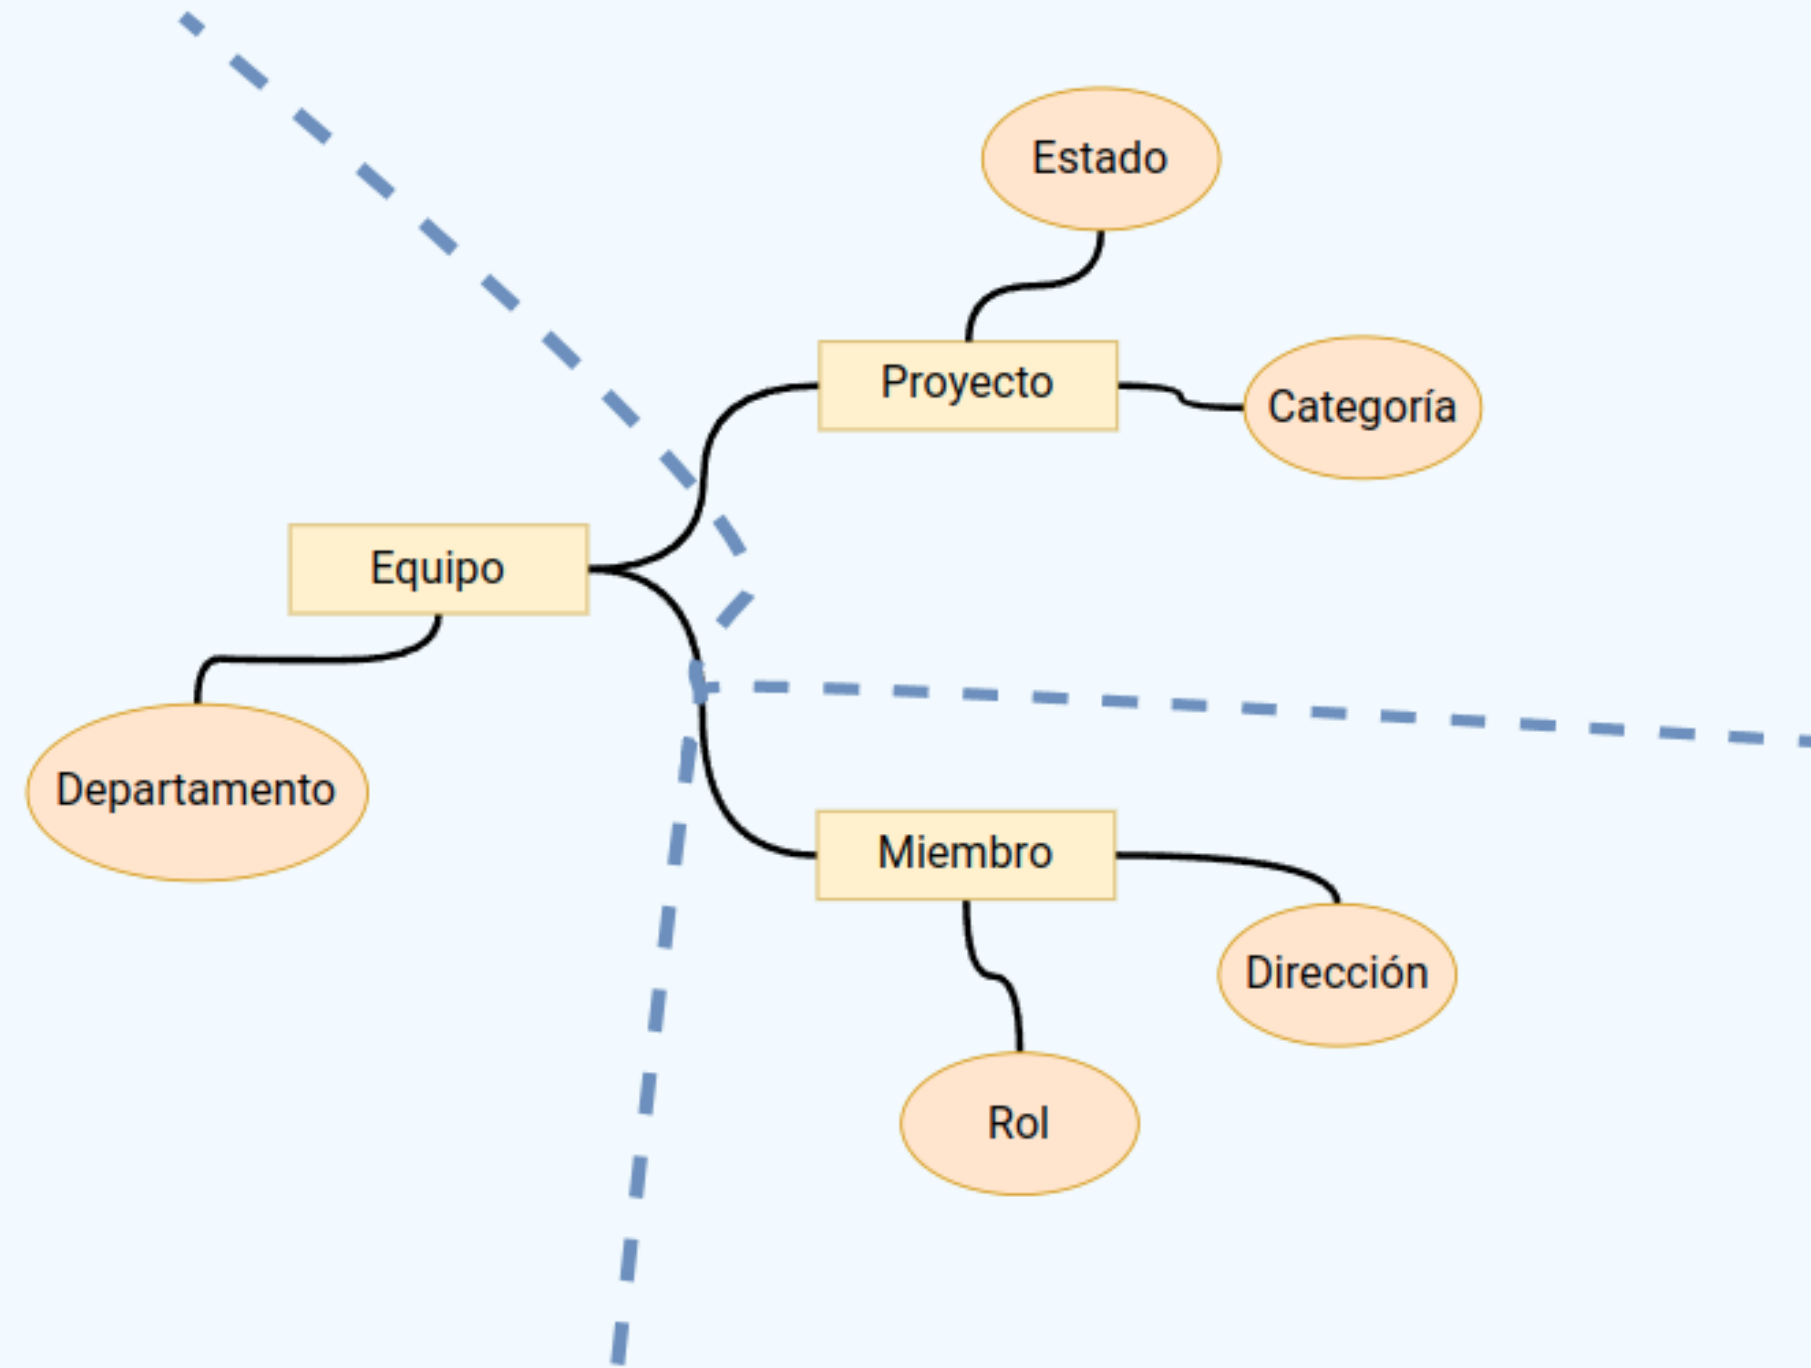 Estado
Proyecto
Categoría
Equipo
Departamento
Miembro
Dirección
Rol